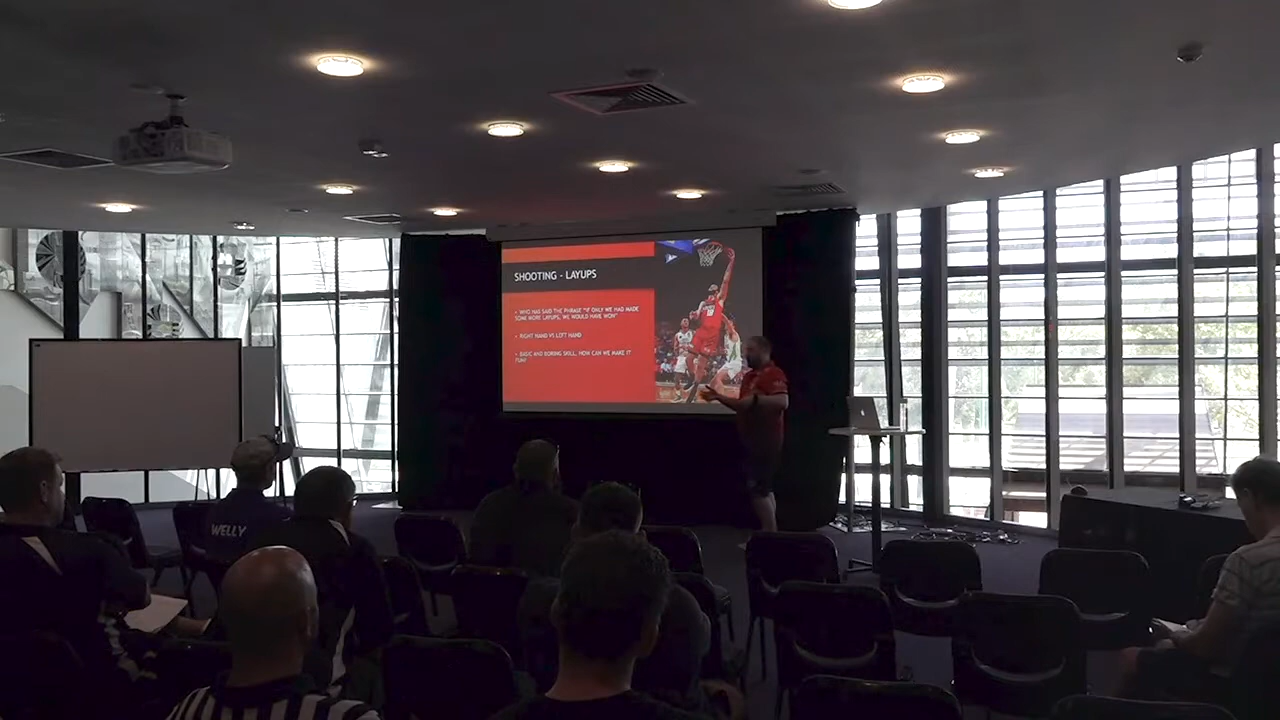 SHOOTING - LAYUPS
• WHO HAS SAID THE PHRASE "IF ONLY WE HAD MADE
SOME MORE LAYUPS, WE WOULD HAVE WON"
• RIGHT HAND VS LEFT HAND
• BASIC AND BORING SKILL, HOW CAN WE MAKE IT
FUN?
WELLY